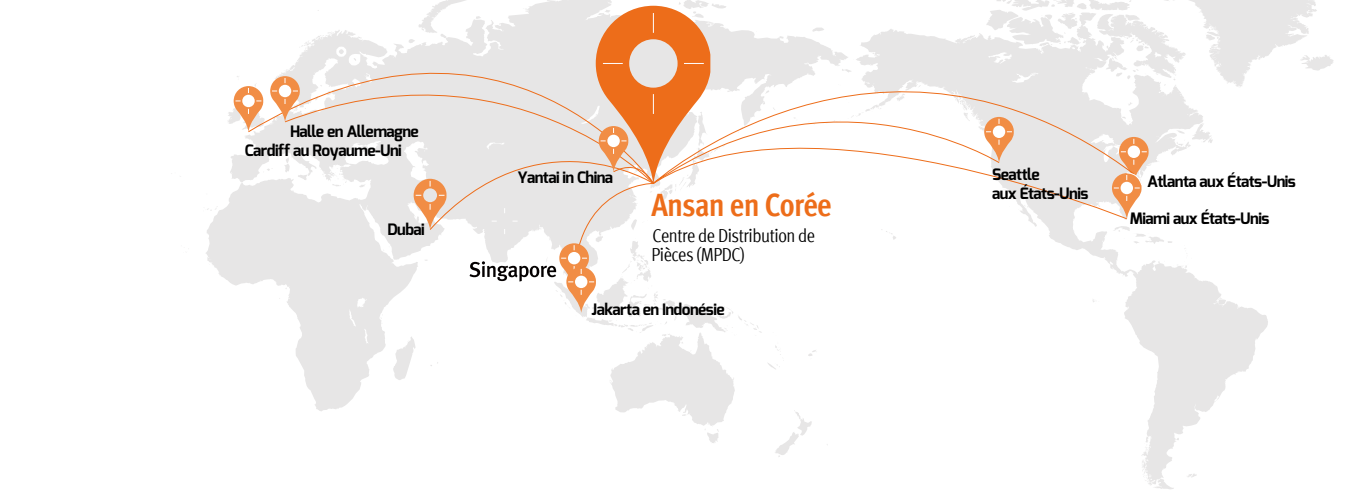 Halle en Allemagne
Cardiff au Royaume-Uni
Yantai in China
Dubai
Singapore
Jakarta en Indonésie
Ansan en Corée
Centre de Distribution de
Pièces (MPDC)
Seattle
aux États-Unis
Atlanta aux États-Unis
Miami aux États-Unis